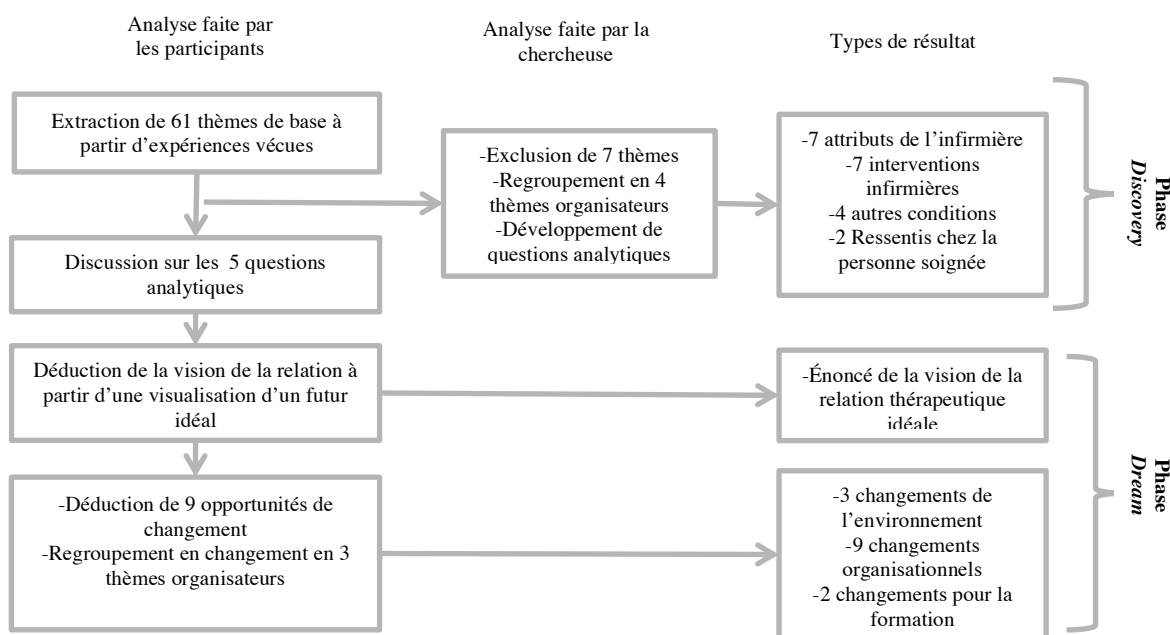 Analyse faite par
les participants
Analyse faite par la
chercheuse
Types de résultat
Extraction de 61 thèmes de base à
partir d'expériences vécues
-Exclusion de 7 thèmes
-Regroupement en 4
thèmes organisateurs
-Développement de
questions analytiques
-7 attributs de l'infirmière
-7 interventions
infirmières
-4 autres conditions
-2 Ressentis chez la
personne soignée
Phase
Discovery
Discussion sur les 5 questions
analytiques
Déduction de la vision de la relation à
partir d'une visualisation d'un futur
idéal
-Énoncé de la vision de la
relation thérapeutique
idéale
Phase
Dream
-Déduction de 9 opportunités de
changement
-Regroupement en changement en 3
thèmes organisateurs
-3 changements de
l'environnement
-9 changements
organisationnels
-2 changements pour la
formation